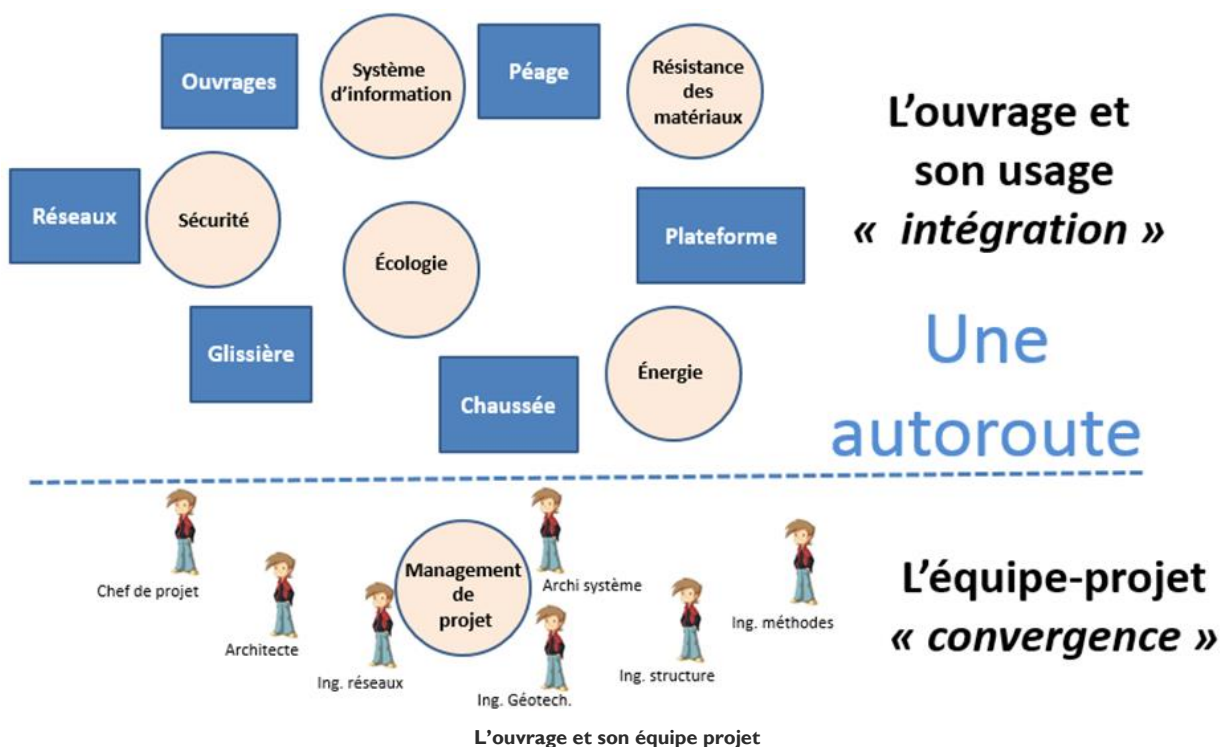 Ouvrages
Système
d'information
Péage
Résistance
des
matériaux
L'ouvrage et
son usage
« intégration »
Réseaux
Sécurité
Écologie
Plateforme
Glissière
Chaussée
Énergie
Une
autoroute
Chef de projet
Architecte
Ing. réseaux
Management
de
projet
Archi système
Ing. Géotech.
Ing. structure
Ing. méthodes
L'équipe-projet
« convergence »
L'ouvrage et son équipe projet